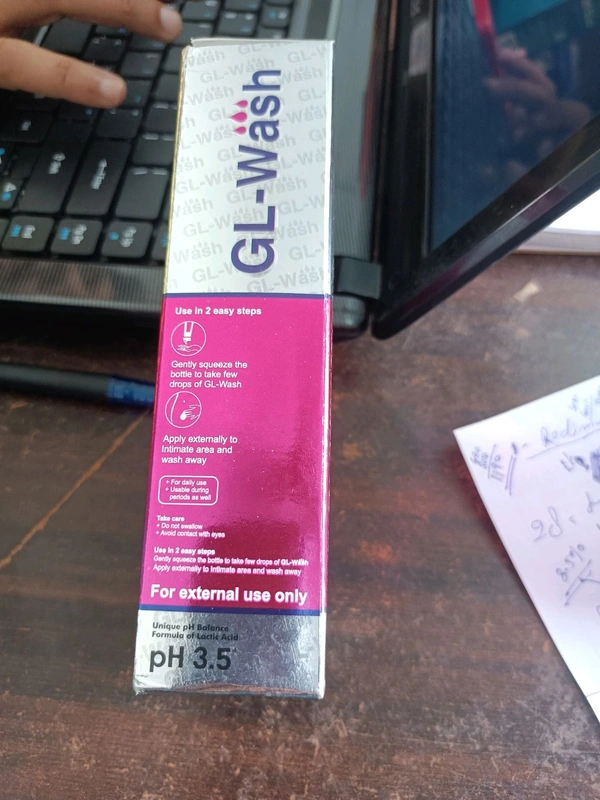 GL-Wash
Use in 2 easy steps
Gently squeeze the
bottle to take few
drops of GL-Wash
Apply externally to
Intimate area and
wash away
+ For daily use
+ Usable during
periods as well
Take care
+ Do not swallow
+ Avoid contact with eyes
Use in 2 easy steps
Gently squeeze the bottle to take few drops of GL-Wash
Apply externally to Intimate area and wash away
For external use only
Unique pH Balance
Formula of Lactic Acid
pH 3.5